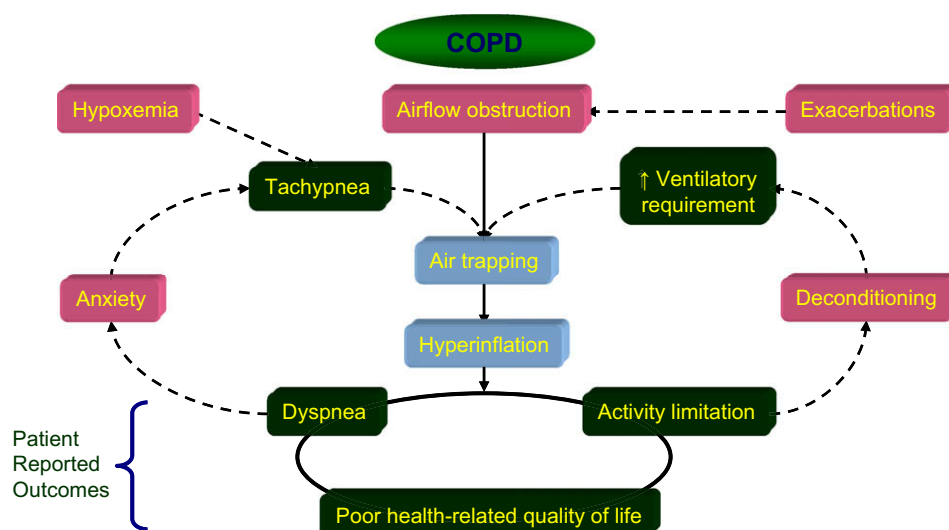 COPD
Hypoxemia
Airflow obstruction
Exacerbations
Tachypnea
↑ Ventilatory
requirement
Air trapping
Anxiety
Deconditioning
Hyperinflation
Dyspnea
Activity limitation
Patient
Reported
Outcomes
Poor health-related quality of life